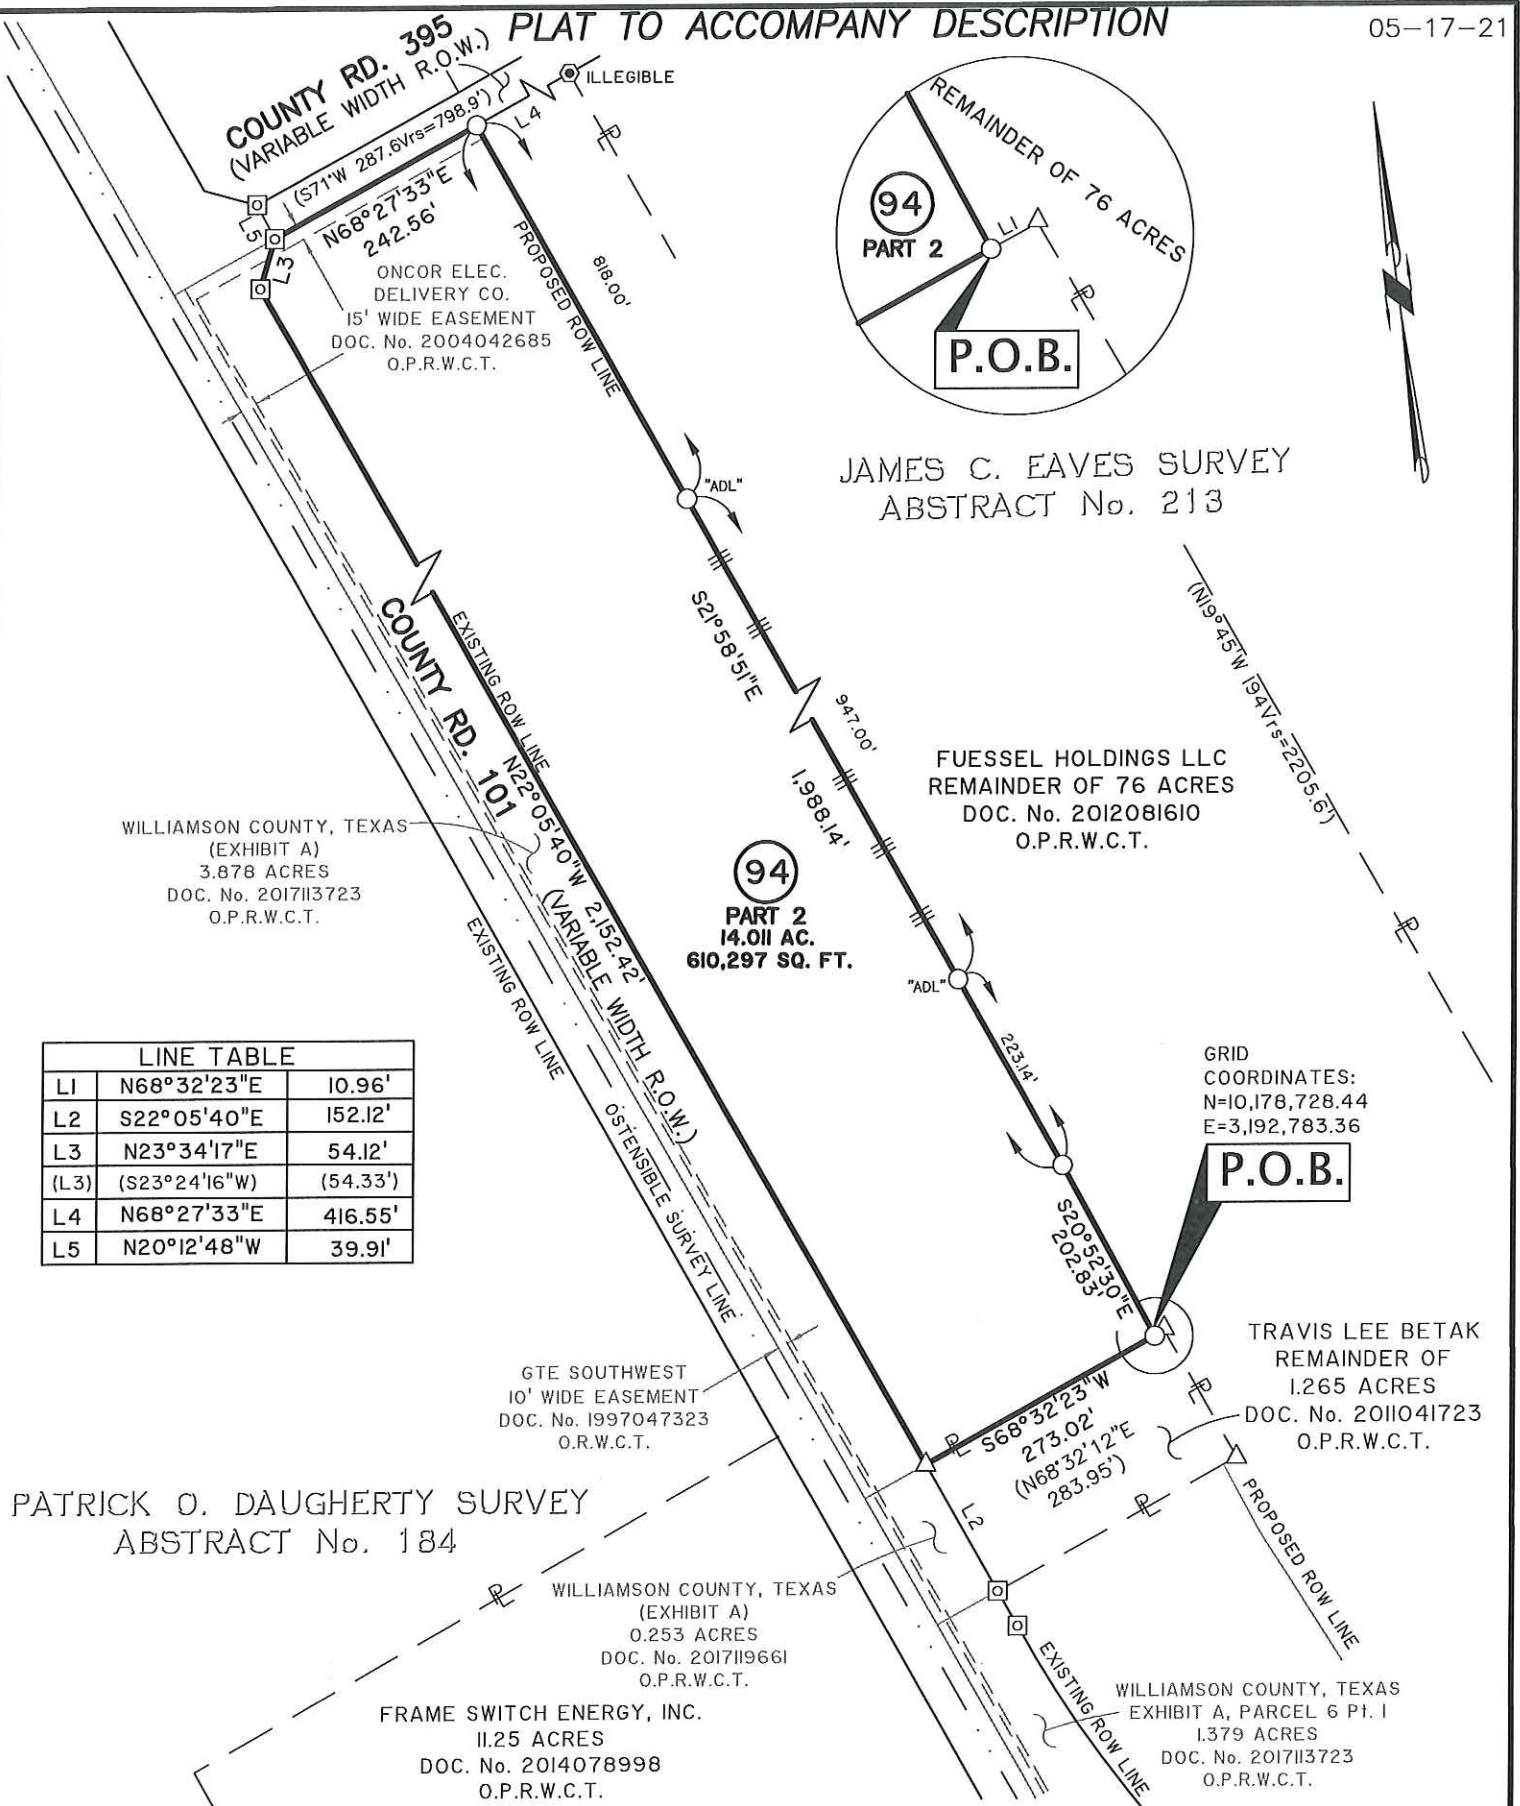 PLAT TO ACCOMPANY DESCRIPTION
05-17-21
COUNTY RD. 395
(VARIABLE WIDTH R.O.W.)
(S71°W 287.6Vrs=798.9')
N68°27'33"E
242.56'
L4
ILLEGIBLE
L5
L3
ONCOR ELEC.
DELIVERY CO.
15' WIDE EASEMENT
DOC. No. 2004042685
O.P.R.W.C.T.
PROPOSED ROW LINE
818.00'
REMAINDER OF 76 ACRES
94
PART 2
L1
P.O.B.
JAMES C. EAVES SURVEY
ABSTRACT No. 213
"ADL"
S21°58'51"E
947.00'
1,988.14'
(N19°45'W 194Vrs=2205.6')
COUNTY RD. 101
EXISTING ROW LINE
N22°05'40"W 2,152.42'
(VARIABLE WIDTH R.O.W.)
FUESSEL HOLDINGS LLC
REMAINDER OF 76 ACRES
DOC. No. 2012081610
O.P.R.W.C.T.
WILLIAMSON COUNTY, TEXAS
(EXHIBIT A)
3.878 ACRES
DOC. No. 2017113723
O.P.R.W.C.T.
94
PART 2
14.011 AC.
610,297 SQ. FT.
EXISTING ROW LINE
"ADL"
223.14'
LINE TABLE
L1 N68°32'23"E 10.96'
L2 S22°05'40"E 152.12'
L3 N23°34'17"E 54.12'
(L3) (S23°24'16"W) (54.33')
L4 N68°27'33"E 416.55'
L5 N20°12'48"W 39.91'
OSTENSIBLE SURVEY LINE
GRID
COORDINATES:
N=10,178,728.44
E=3,192,783.36
P.O.B.
S20°52'30"E
202.83'
TRAVIS LEE BETAK
REMAINDER OF
1.265 ACRES
DOC. No. 2011041723
O.P.R.W.C.T.
GTE SOUTHWEST
10' WIDE EASEMENT
DOC. No. 1997047323
O.R.W.C.T.
S68°32'23"W
273.02'
(N68°32'12"E
283.95')
L2
PATRICK O. DAUGHERTY SURVEY
ABSTRACT No. 184
PROPOSED ROW LINE
WILLIAMSON COUNTY, TEXAS
(EXHIBIT A)
0.253 ACRES
DOC. No. 2017119661
O.P.R.W.C.T.
EXISTING ROW LINE
FRAME SWITCH ENERGY, INC.
11.25 ACRES
DOC. No. 2014078998
O.P.R.W.C.T.
WILLIAMSON COUNTY, TEXAS
EXHIBIT A, PARCEL 6 Pt. 1
1.379 ACRES
DOC. No. 2017113723
O.P.R.W.C.T.